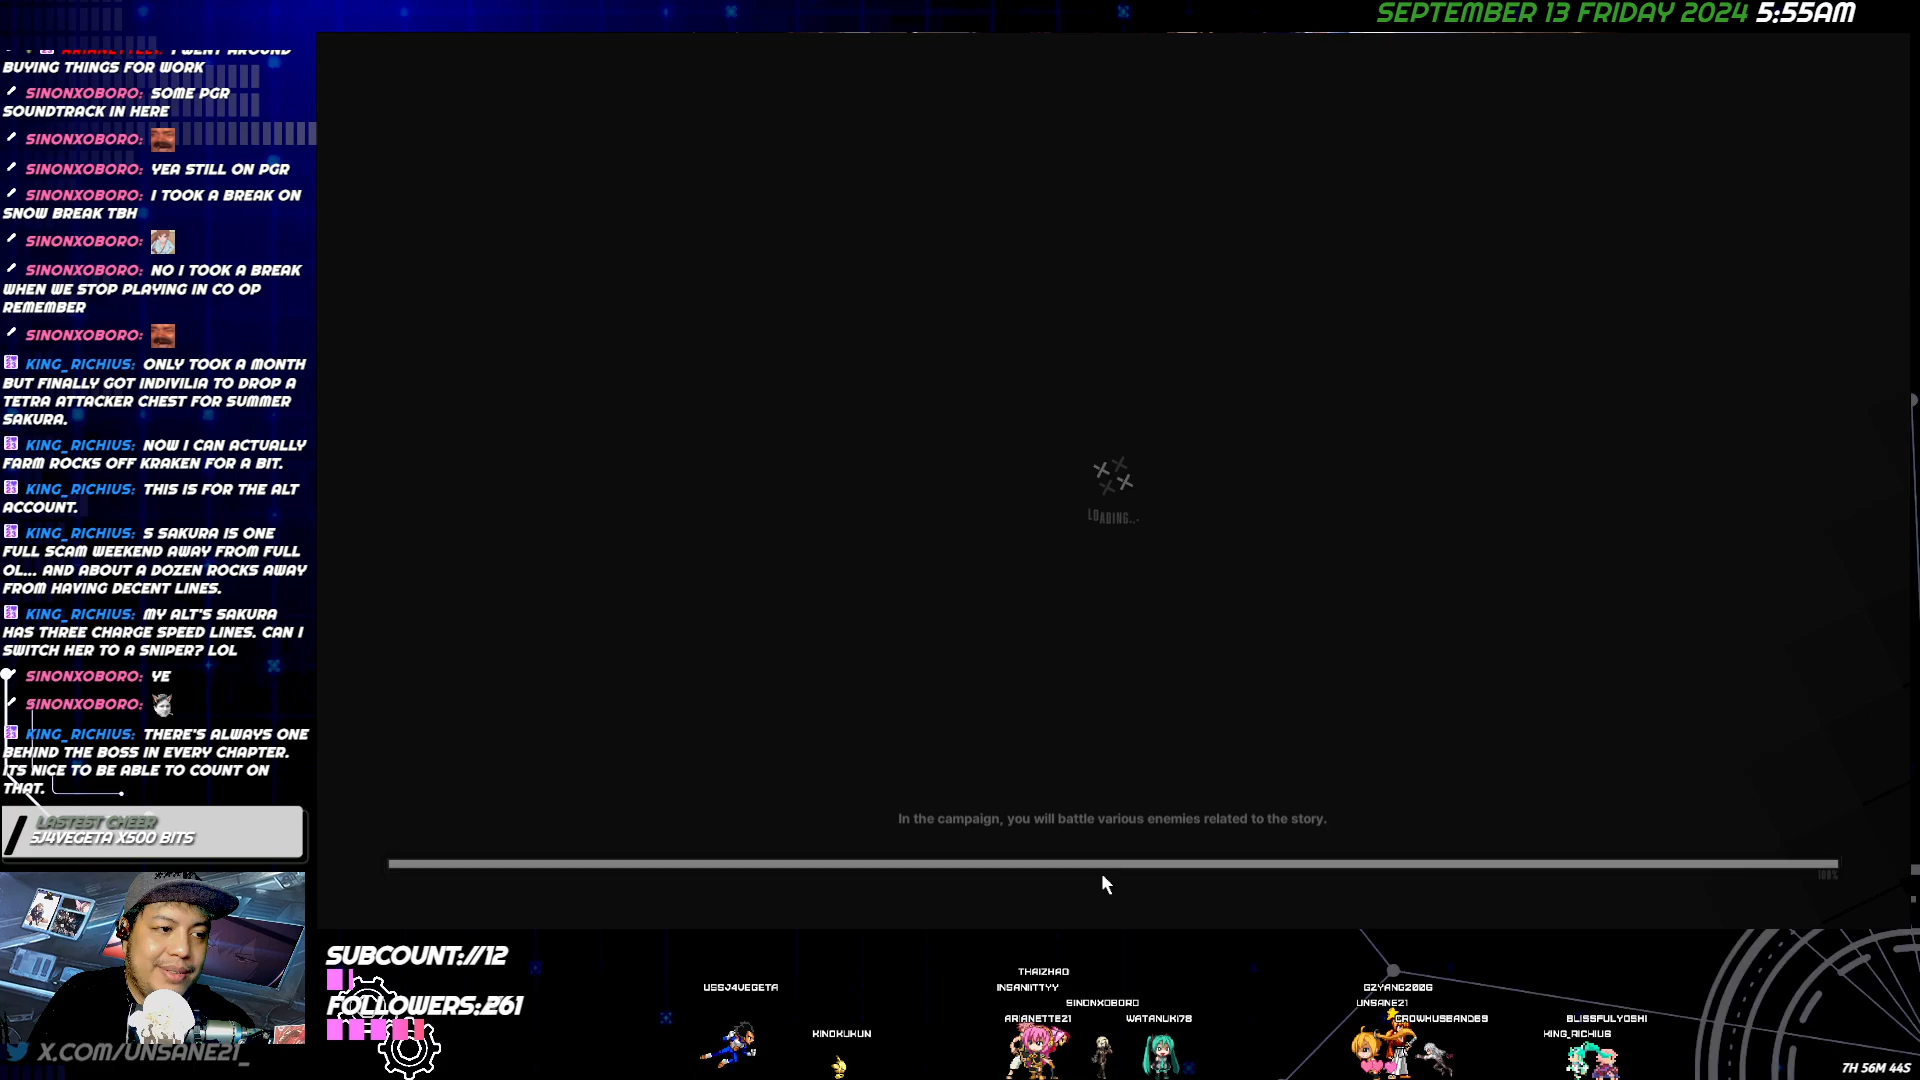 SEPTEMBER 13 FRIDAY 2024 5:55AM
ARIANETTE21: I WENT AROUND
BUYING THINGS FOR WORK
SINONXOBORO: SOME PGR
SOUNDTRACK IN HERE
SINONXOBORO:
SINONXOBORO: YEA STILL ON PGR
SINONXOBORO: I TOOK A BREAK ON
SNOW BREAK TBH
SINONXOBORO:
SINONXOBORO: NO I TOOK A BREAK
WHEN WE STOP PLAYING IN CO OP
REMEMBER
SINONXOBORO:
KING_RICHIUS: ONLY TOOK A MONTH
BUT FINALLY GOT INDIVILIA TO DROP A
TETRA ATTACKER CHEST FOR SUMMER
SAKURA.
KING_RICHIUS: NOW I CAN ACTUALLY
FARM ROCKS OFF KRAKEN FOR A BIT.
KING_RICHIUS: THIS IS FOR THE ALT
ACCOUNT.
KING_RICHIUS: S SAKURA IS ONE
FULL SCAM WEEKEND AWAY FROM FULL
OL... AND ABOUT A DOZEN ROCKS AWAY
FROM HAVING DECENT LINES.
KING_RICHIUS: MY ALT'S SAKURA
HAS THREE CHARGE SPEED LINES. CAN I
SWITCH HER TO A SNIPER? LOL
SINONXOBORO: YE
SINONXOBORO:
KING_RICHIUS: THERE'S ALWAYS ONE
BEHIND THE BOSS IN EVERY CHAPTER.
ITS NICE TO BE ABLE TO COUNT ON
THAT.
LASTEST CHEER
SJ4VEGETA X500 BITS
LOADING...
In the campaign, you will battle various enemies related to the story.
100%
X.COM/UNSANE21_
SUBCOUNT://12
FOLLOWERS:261
USSJ4VEGETA
KINOKUKUN
THAIZHAO
INSANIITTYY
SINONXOBORO
ARIANETTE21
WATANUKI78
GZYANG2006
UNSANE21
CROWHUSBAND69
BLISSFULYOSHI
KING_RICHIUS
7H 56M 44S